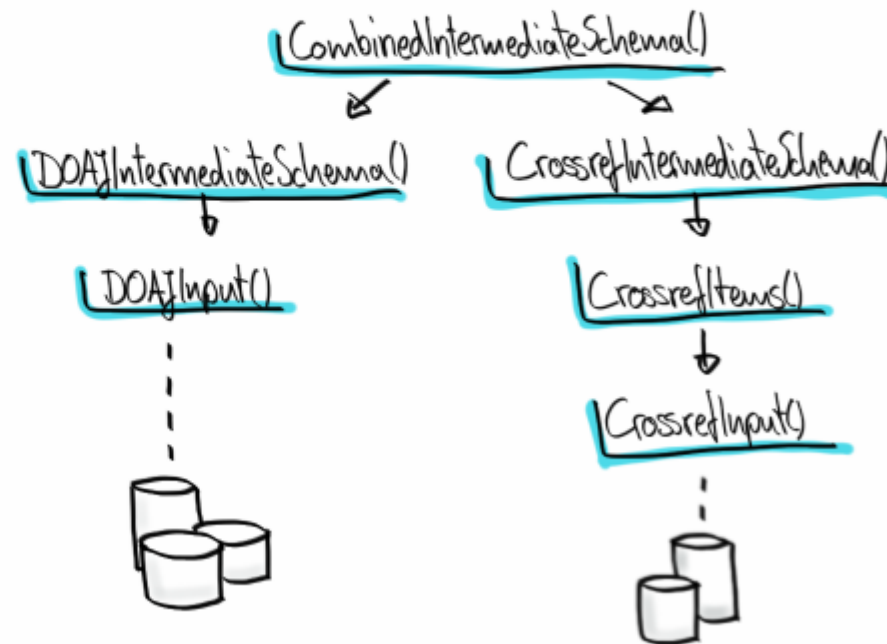 CombinedIntermediateSchema()
DOAJIntermediateSchema()
CrossrefIntermediateSchema()
DOAJInput()
CrossrefItems()
CrossrefInput()